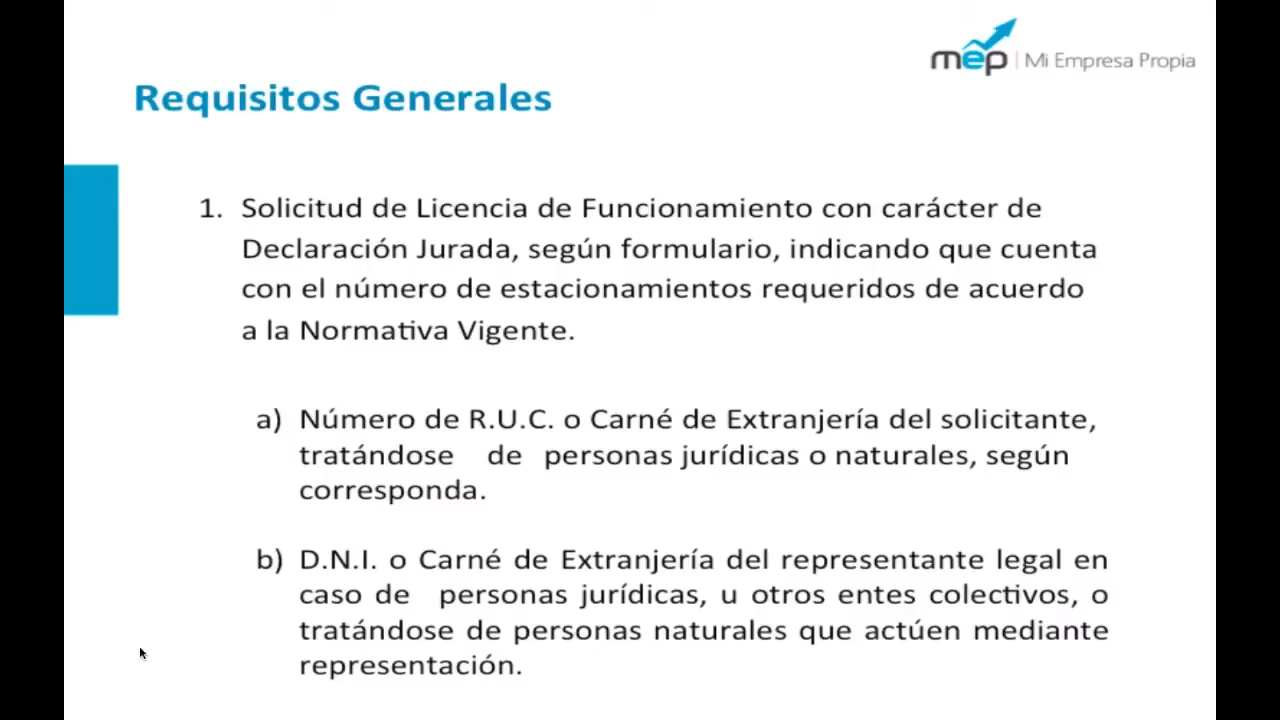 mep | Mi Empresa Propia
Requisitos Generales
1. Solicitud de Licencia de Funcionamiento con carácter de
Declaración Jurada, según formulario, indicando que cuenta
con el número de estacionamientos requeridos de acuerdo
a la Normativa Vigente.
a) Número de R.U.C. o Carné de Extranjería del solicitante,
tratándose de personas jurídicas o naturales, según
corresponda.
b) D.N.I. o Carné de Extranjería del representante legal en
caso de personas jurídicas, u otros entes colectivos, o
tratándose de personas naturales que actúen mediante
representación.